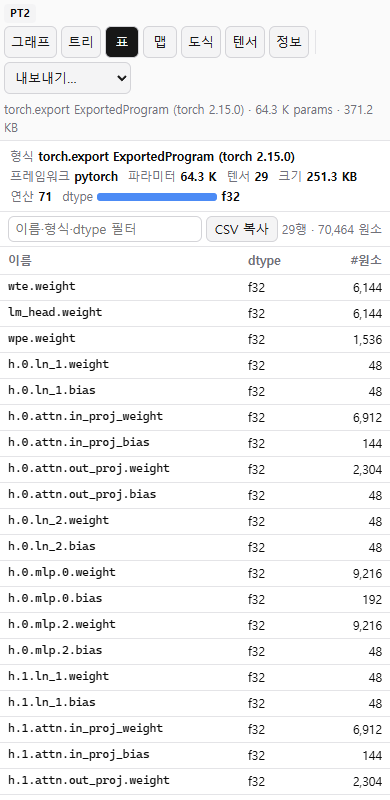 PT2
그래프 트리 표 맵 도식 텐서 정보
내보내기...
torch.export ExportedProgram (torch 2.15.0) · 64.3 K params · 371.2
KB
형식 torch.export ExportedProgram (torch 2.15.0)
프레임워크 pytorch 파라미터 64.3 K 텐서 29 크기 251.3 KB
연산 71 dtype f32
이름·형식·dtype 필터 CSV 복사 29행 · 70,464 원소
이름 dtype #원소
wte.weight f32 6,144
lm_head.weight f32 6,144
wpe.weight f32 1,536
h.0.ln_1.weight f32 48
h.0.ln_1.bias f32 48
h.0.attn.in_proj_weight f32 6,912
h.0.attn.in_proj_bias f32 144
h.0.attn.out_proj.weight f32 2,304
h.0.attn.out_proj.bias f32 48
h.0.ln_2.weight f32 48
h.0.ln_2.bias f32 48
h.0.mlp.0.weight f32 9,216
h.0.mlp.0.bias f32 192
h.0.mlp.2.weight f32 9,216
h.0.mlp.2.bias f32 48
h.1.ln_1.weight f32 48
h.1.ln_1.bias f32 48
h.1.attn.in_proj_weight f32 6,912
h.1.attn.in_proj_bias f32 144
h.1.attn.out_proj.weight f32 2,304